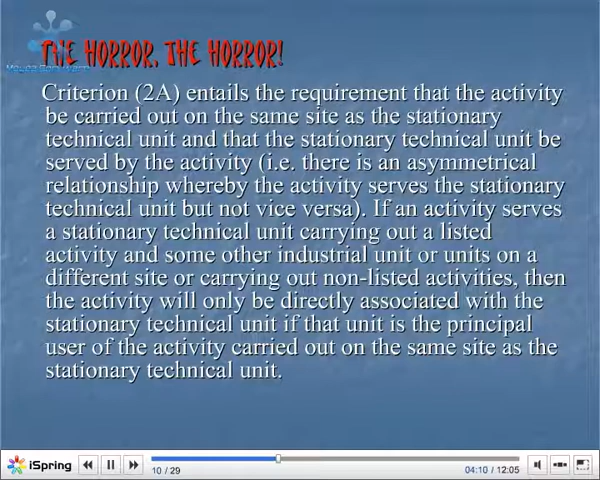 THE HORROR, THE HORROR!
Criterion (2A) entails the requirement that the activity
be carried out on the same site as the stationary
technical unit and that the stationary technical unit be
served by the activity (i.e. there is an asymmetrical
relationship whereby the activity serves the stationary
technical unit but not vice versa). If an activity serves
a stationary technical unit carrying out a listed
activity and some other industrial unit or units on a
different site or carrying out non-listed activities, then
the activity will only be directly associated with the
stationary technical unit if that unit is the principal
user of the activity carried out on the same site as the
stationary technical unit.
iSpring
10 / 29
04:10 / 12:05